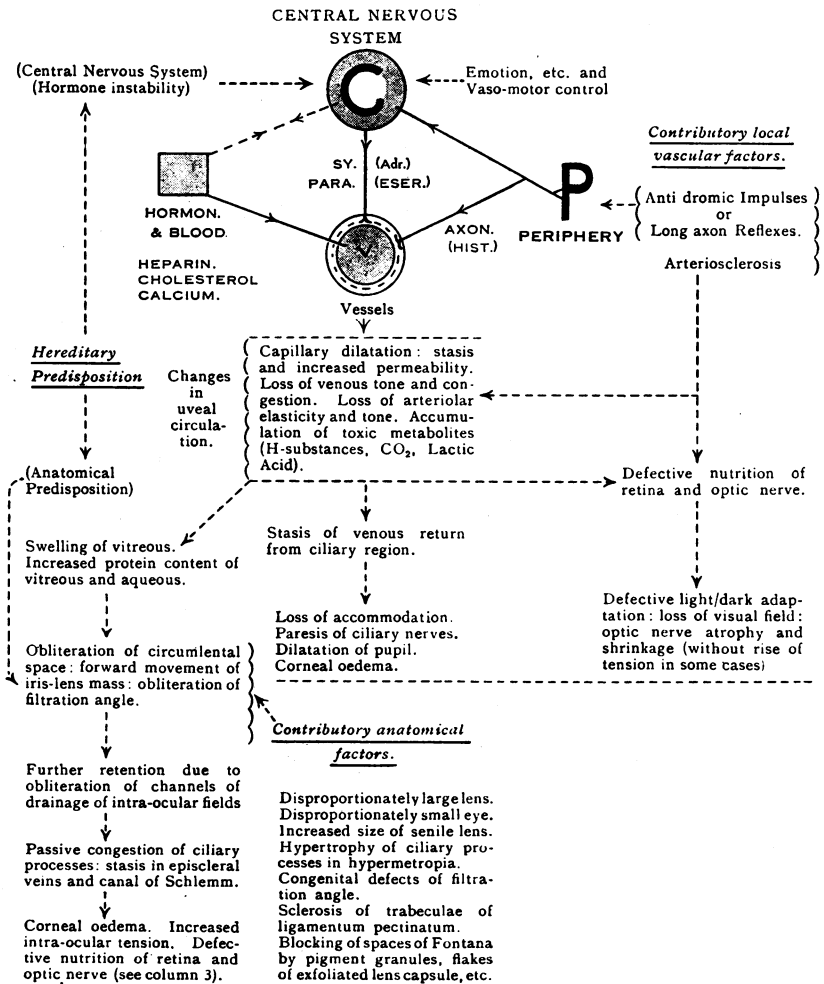 CENTRAL NERVOUS
SYSTEM
(Central Nervous System)
(Hormone instability)
C
Emotion, etc. and
Vaso-motor control
Contributory local
vascular factors.
SY. (Adr.)
PARA. (ESER.)
P
PERIPHERY
Anti dromic Impulses
or
Long axon Reflexes.
Arteriosclerosis
HORMON.
& BLOOD.
AXON.
(HIST.)
HEPARIN.
CHOLESTEROL
CALCIUM.
V
Vessels
Hereditary
Predisposition
Changes
in
uveal
circula-
tion.
Capillary dilatation: stasis
and increased permeability.
Loss of venous tone and con-
gestion. Loss of arteriolar
elasticity and tone. Accumu-
lation of toxic metabolites
(H-substances, CO₂, Lactic
Acid).
(Anatomical
Predisposition)
Defective nutrition of
retina and optic nerve.
Swelling of vitreous.
Increased protein content of
vitreous and aqueous.
Stasis of venous return
from ciliary region.
Loss of accommodation.
Paresis of ciliary nerves.
Dilatation of pupil.
Corneal oedema.
Defective light/dark adap-
tation: loss of visual field:
optic nerve atrophy and
shrinkage (without rise of
tension in some cases)
Obliteration of circumlental
space: forward movement of
iris-lens mass: obliteration of
filtration angle.
Contributory anatomical
factors.
Further retention due to
obliteration of channels of
drainage of intra-ocular fields
Passive congestion of ciliary
processes: stasis in episcleral
veins and canal of Schlemm.
Corneal oedema. Increased
intra-ocular tension. Defec-
tive nutrition of retina and
optic nerve (see column 3).
Disproportionately large lens.
Disproportionately small eye.
Increased size of senile lens.
Hypertrophy of ciliary pro-
cesses in hypermetropia.
Congenital defects of filtra-
tion angle.
Sclerosis of trabeculae of
ligamentum pectinatum.
Blocking of spaces of Fontana
by pigment granules, flakes
of exfoliated lens capsule, etc.